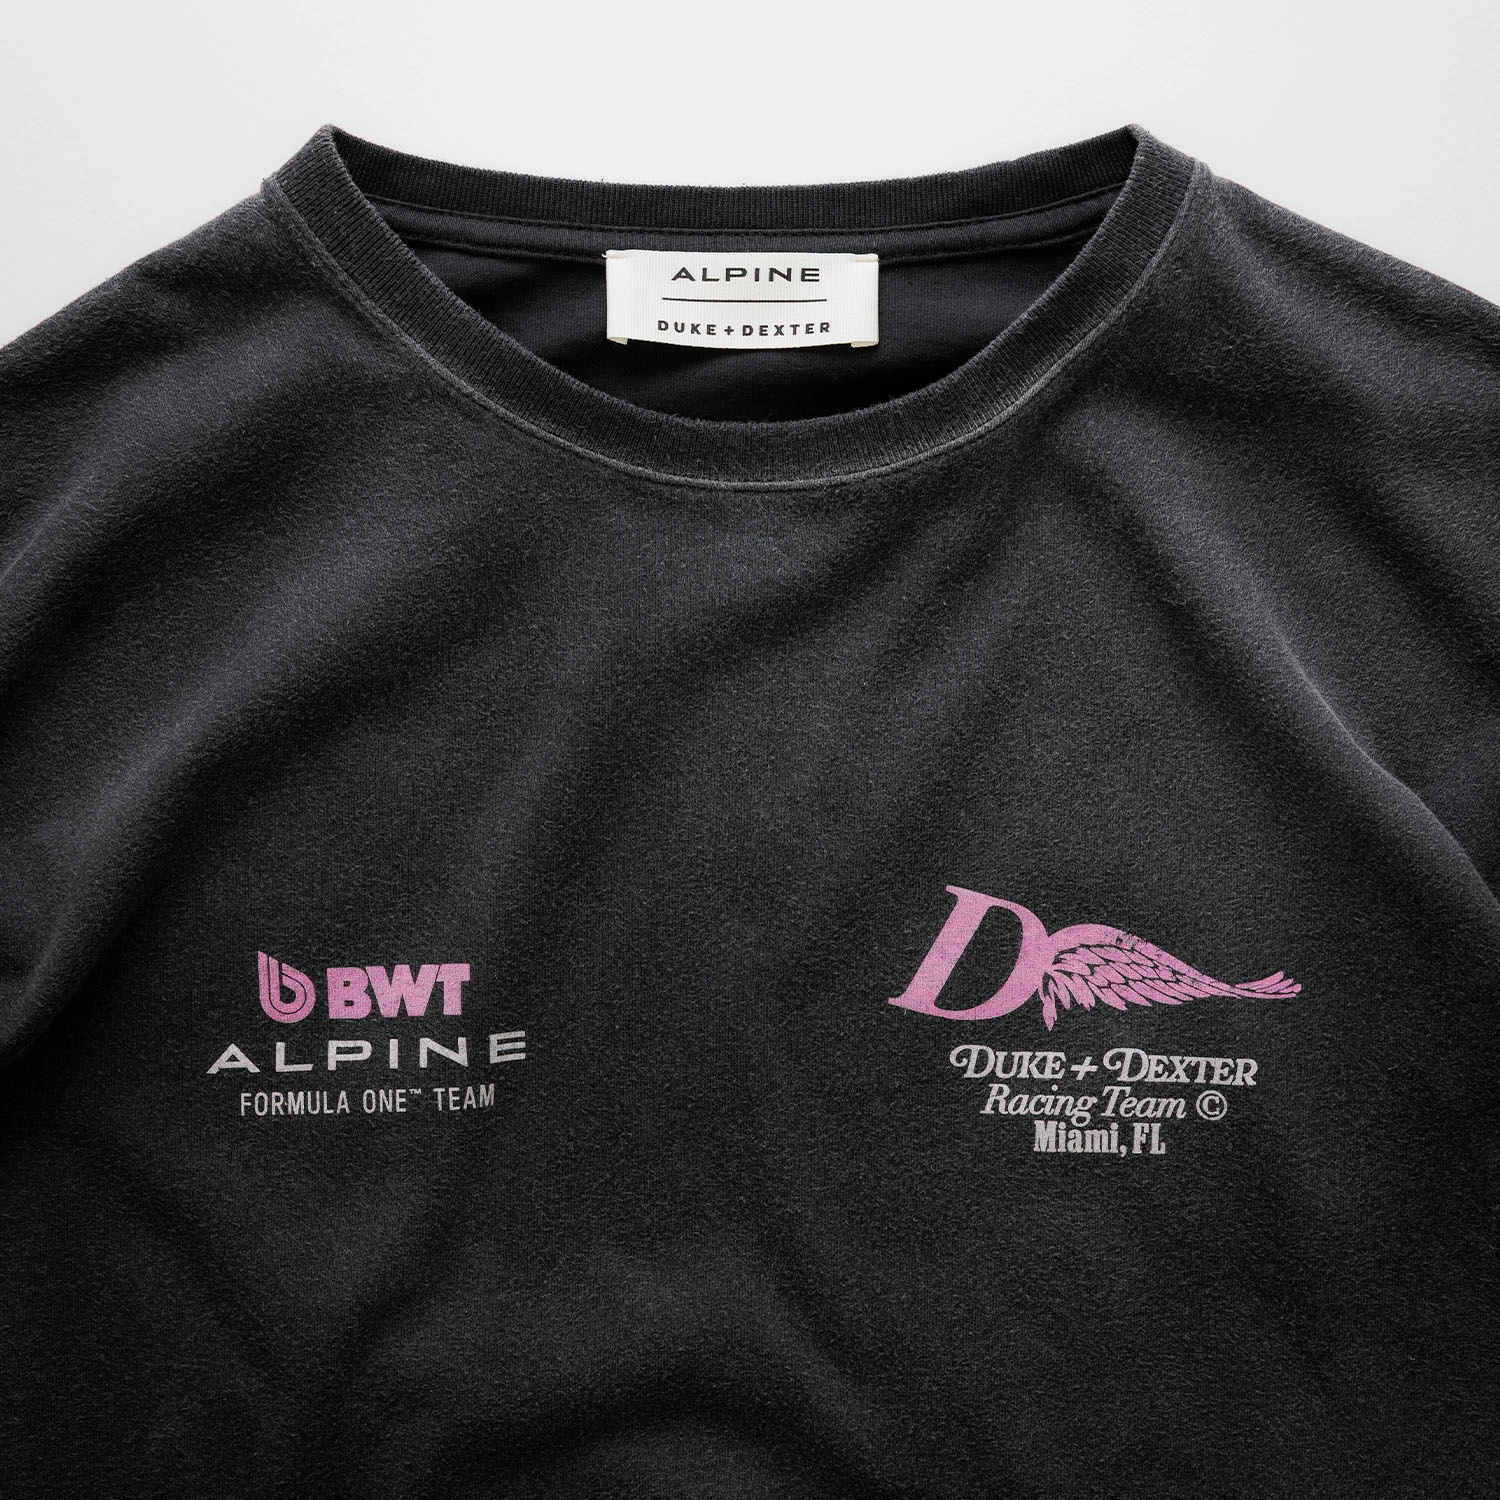 ALPINE
DUKE + DEXTER
BWT
ALPINE
FORMULA ONE™ TEAM
D
DUKE + DEXTER
Racing Team ©
Miami, FL